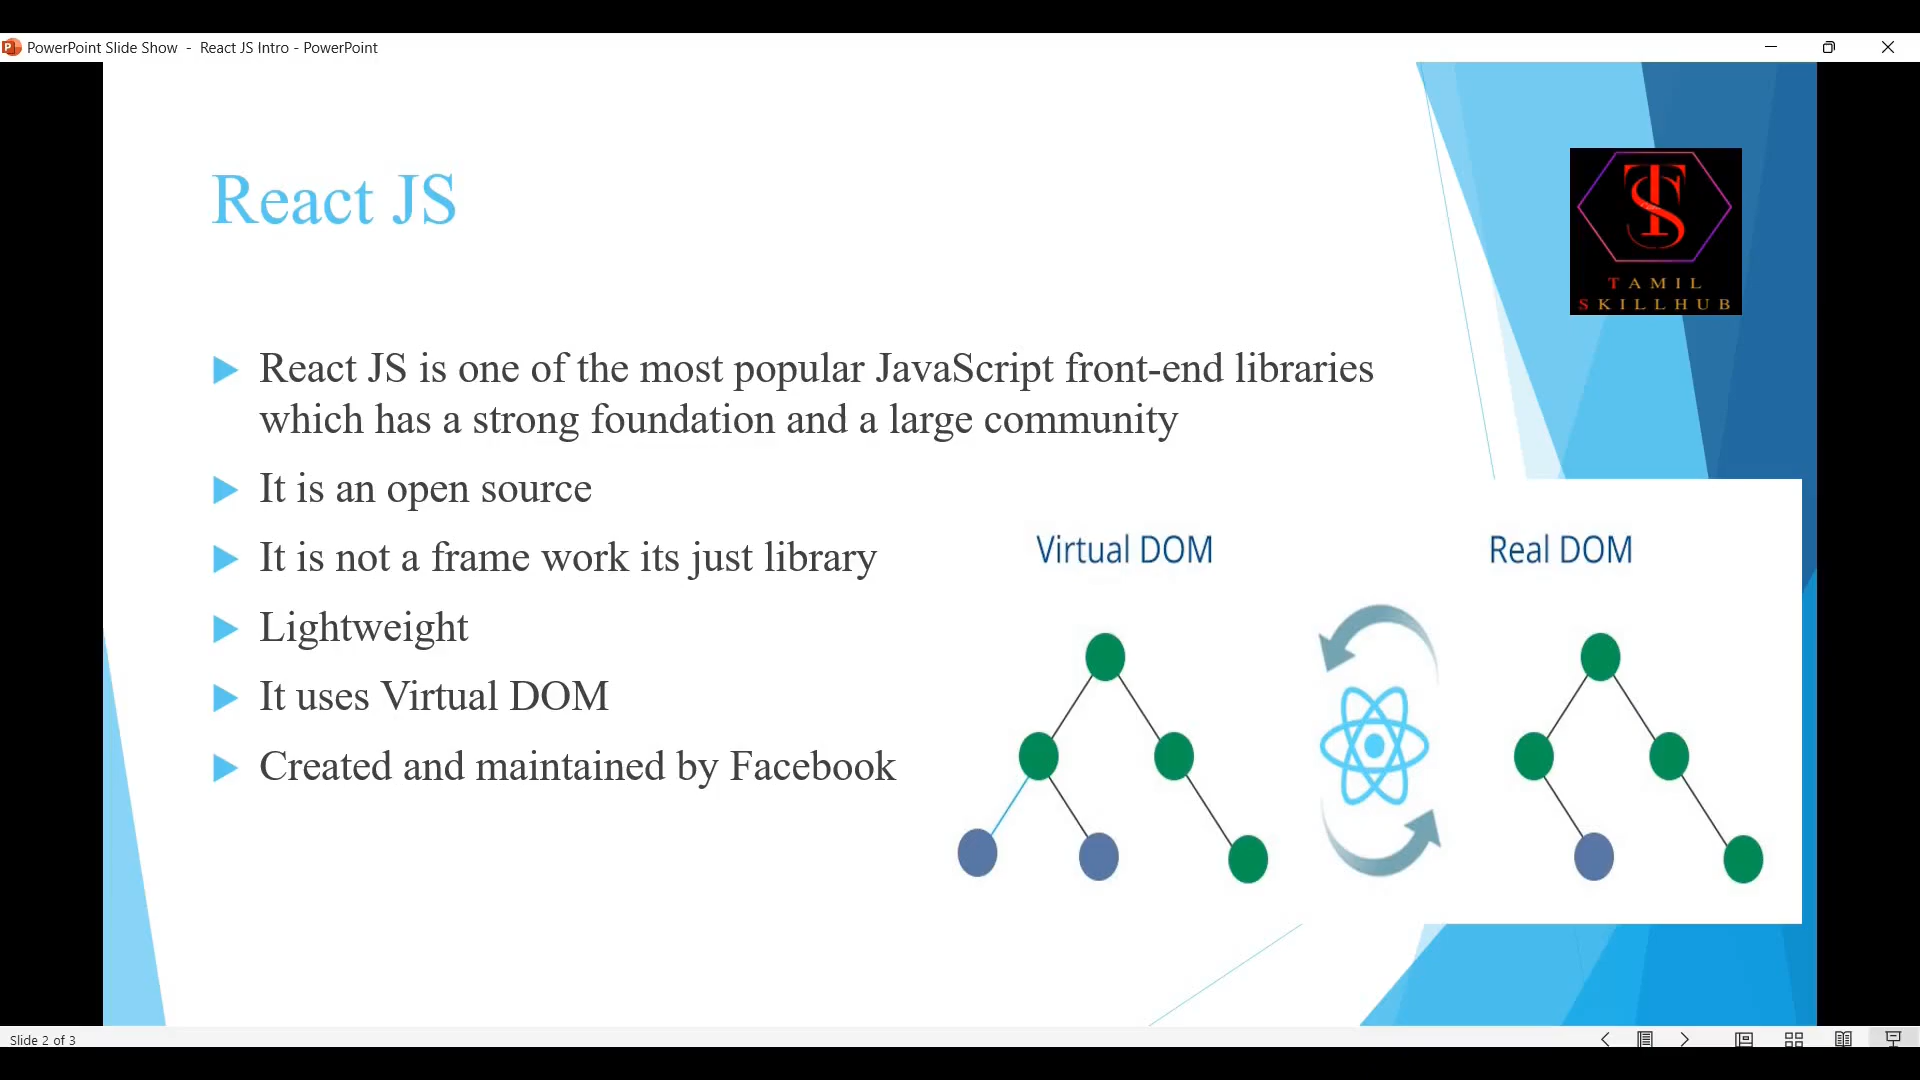 PowerPoint Slide Show - React JS Intro - PowerPoint
React JS
TS
TAMIL
SKILLHUB
React JS is one of the most popular JavaScript front-end libraries
which has a strong foundation and a large community
It is an open source
It is not a frame work its just library
Lightweight
It uses Virtual DOM
Created and maintained by Facebook
Virtual DOM
Real DOM
Slide 2 of 3